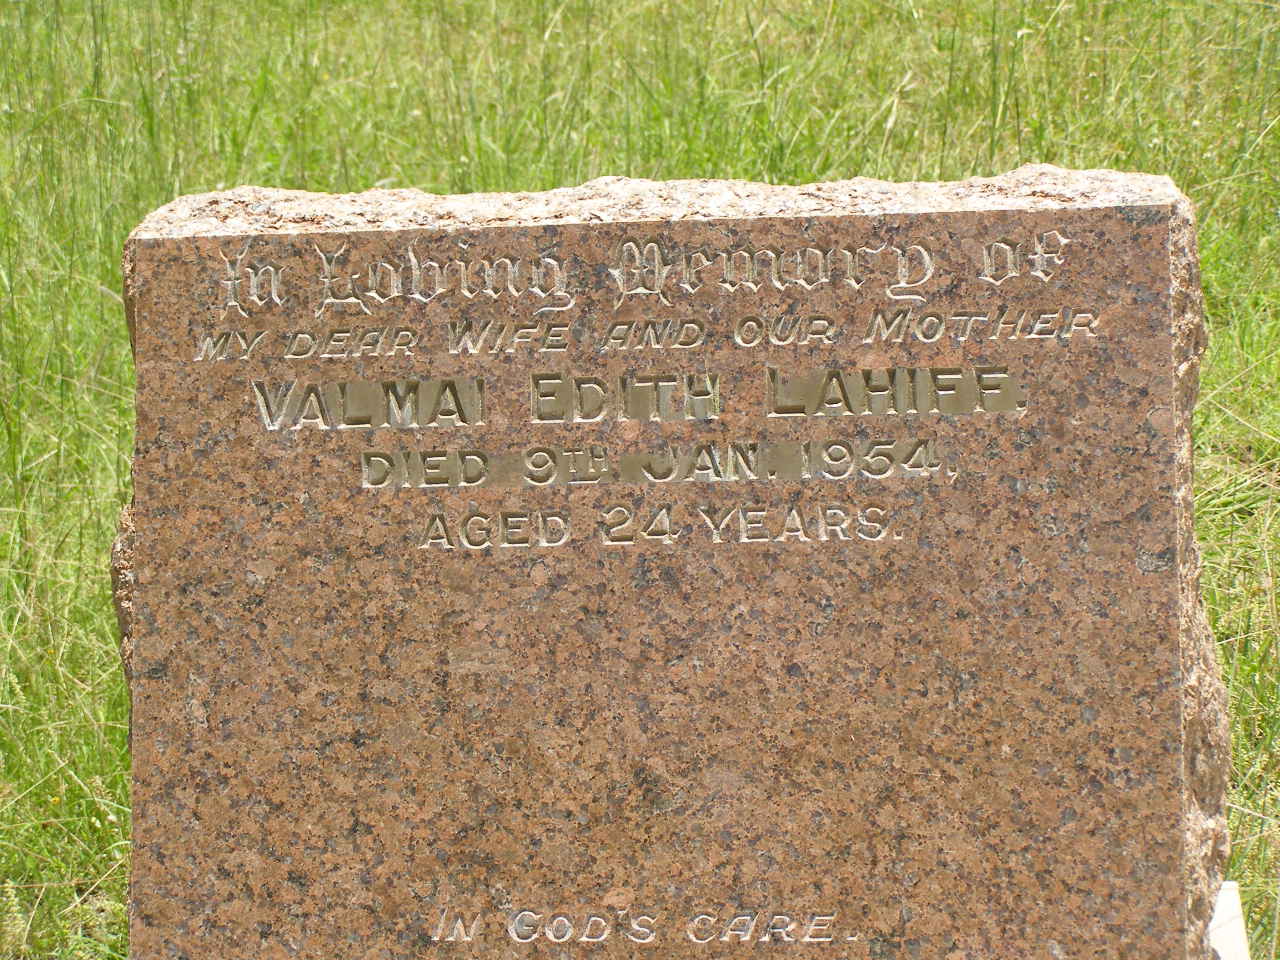 In Loving Memory of
MY DEAR WIFE AND OUR MOTHER
VALMAI EDITH LAHIFF.
DIED 9TH JAN. 1954,
AGED 24 YEARS.
IN GOD'S CARE.